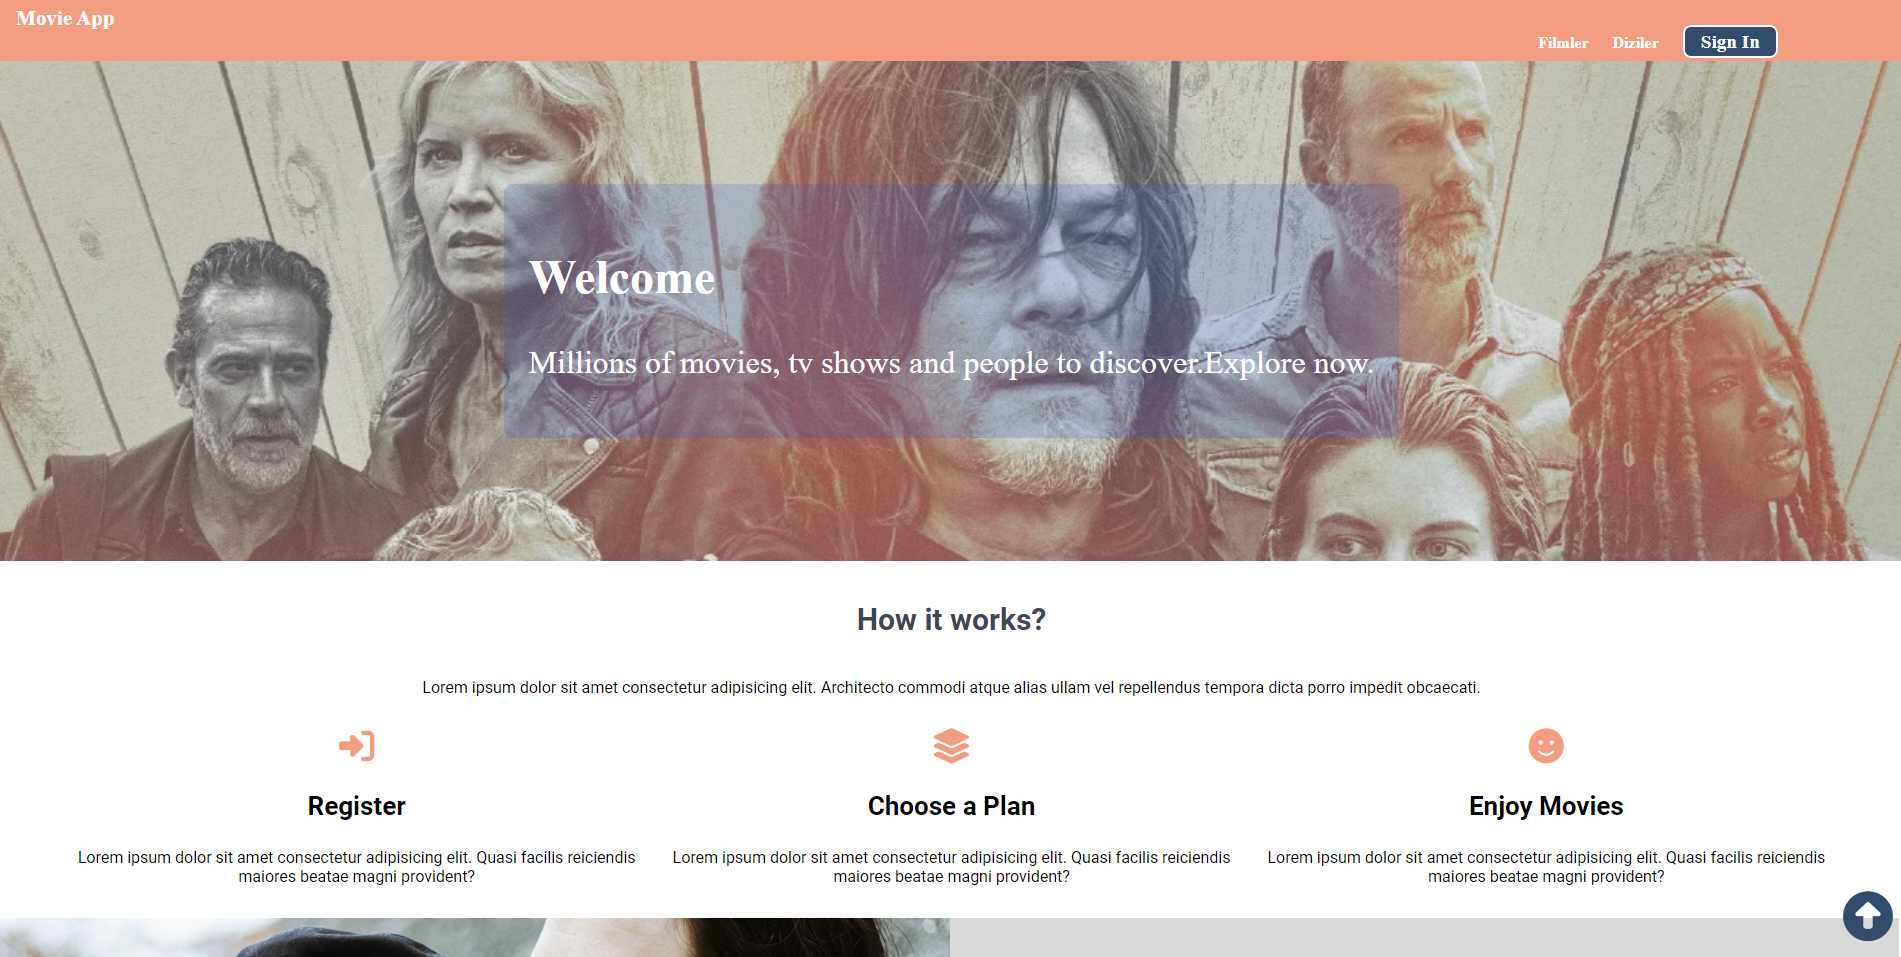 Movie App
Filmler Diziler Sign In
Welcome
Millions of movies, tv shows and people to discover.Explore now.
How it works?
Lorem ipsum dolor sit amet consectetur adipisicing elit. Architecto commodi atque alias ullam vel repellendus tempora dicta porro impedit obcaecati.
Register
Lorem ipsum dolor sit amet consectetur adipisicing elit. Quasi facilis reiciendis
maiores beatae magni provident?
Choose a Plan
Lorem ipsum dolor sit amet consectetur adipisicing elit. Quasi facilis reiciendis
maiores beatae magni provident?
Enjoy Movies
Lorem ipsum dolor sit amet consectetur adipisicing elit. Quasi facilis reiciendis
maiores beatae magni provident?